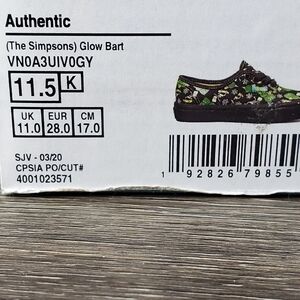 Authentic
(The Simpsons) Glow Bart
VN0A3UIV0GY
11.5 K
UK EUR CM
11.0 28.0 17.0
SJV - 03/20
CPSIA PO/CUT#
4001023571
1 92826 79855